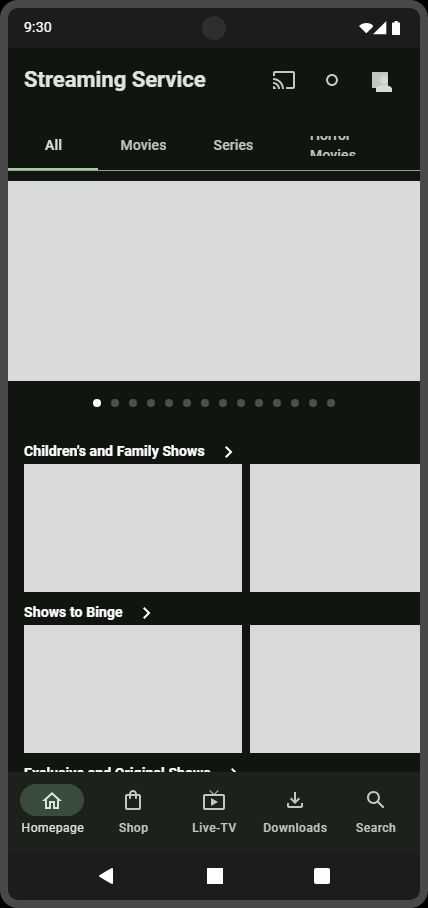 9:30
Streaming Service
All
Movies
Series
Horror
Movies
Children's and Family Shows
Shows to Binge
Exclusive and Original Shows
Homepage
Shop
Live-TV
Downloads
Search